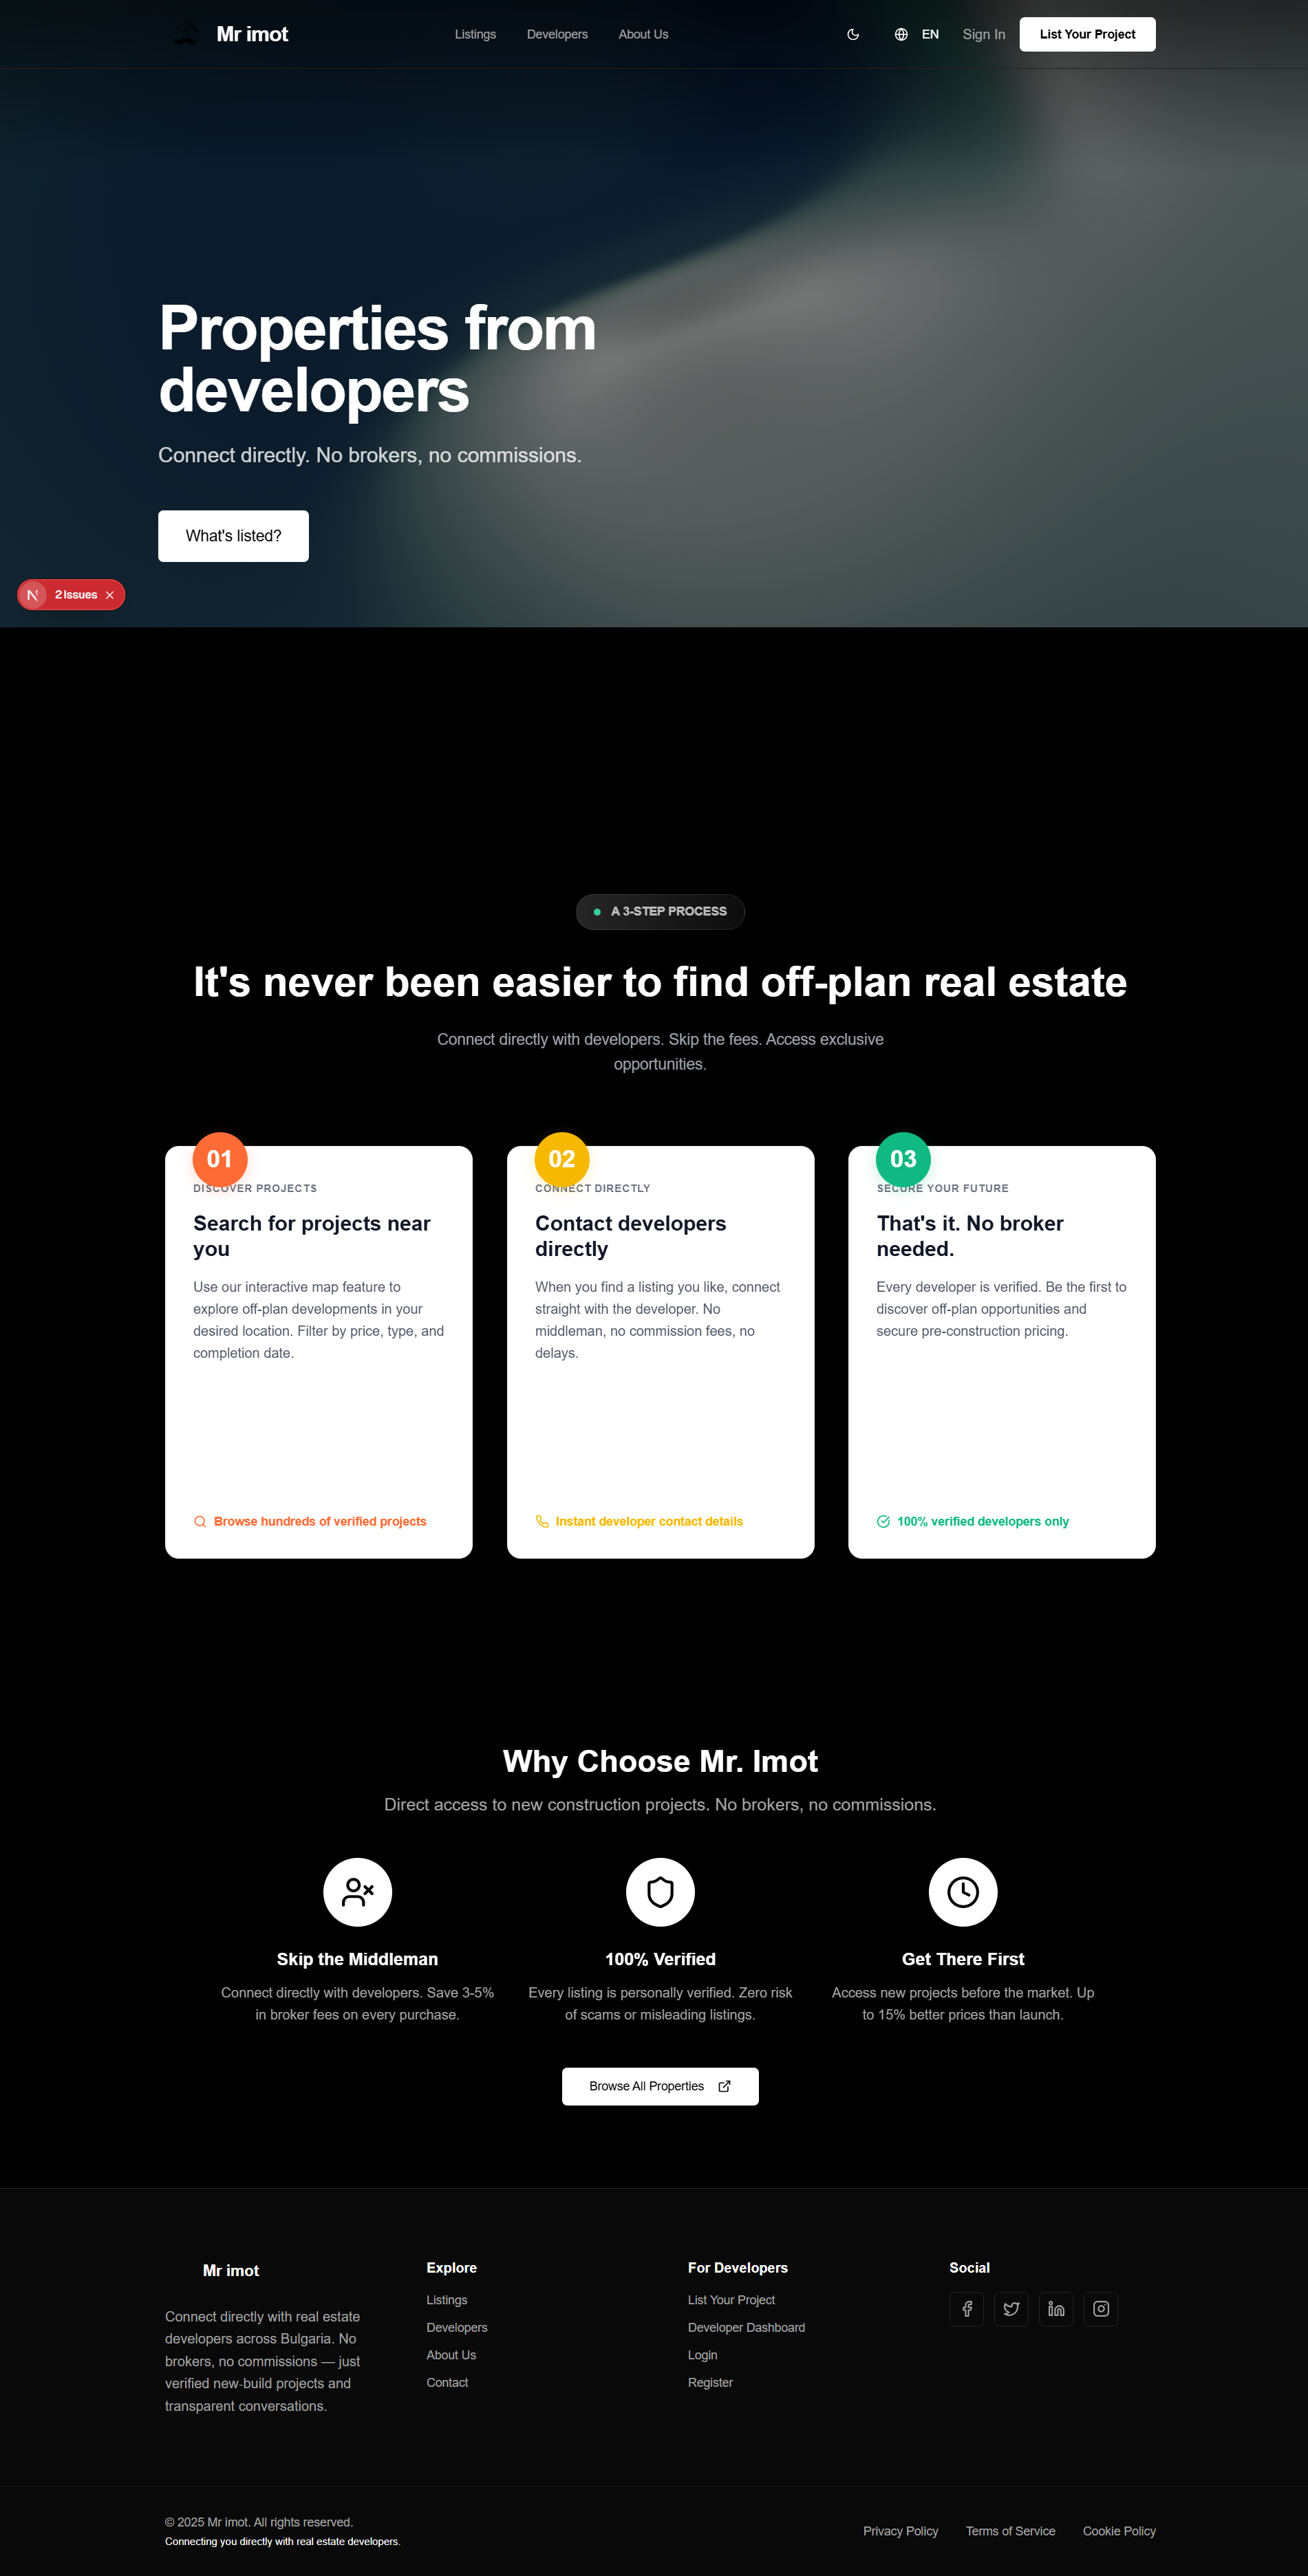 Mr imot
Listings
Developers
About Us
EN
Sign In
List Your Project
Properties from
developers
Connect directly. No brokers, no commissions.
What's listed?
2 Issues
A 3-STEP PROCESS
It's never been easier to find off-plan real estate
Connect directly with developers. Skip the fees. Access exclusive
opportunities.
01
DISCOVER PROJECTS
Search for projects near
you
Use our interactive map feature to
explore off-plan developments in your
desired location. Filter by price, type, and
completion date.
Browse hundreds of verified projects
02
CONNECT DIRECTLY
Contact developers
directly
When you find a listing you like, connect
straight with the developer. No
middleman, no commission fees, no
delays.
Instant developer contact details
03
SECURE YOUR FUTURE
That's it. No broker
needed.
Every developer is verified. Be the first to
discover off-plan opportunities and
secure pre-construction pricing.
100% verified developers only
Why Choose Mr. Imot
Direct access to new construction projects. No brokers, no commissions.
Skip the Middleman
Connect directly with developers. Save 3-5%
in broker fees on every purchase.
100% Verified
Every listing is personally verified. Zero risk
of scams or misleading listings.
Get There First
Access new projects before the market. Up
to 15% better prices than launch.
Browse All Properties
Mr imot
Connect directly with real estate
developers across Bulgaria. No
brokers, no commissions — just
verified new-build projects and
transparent conversations.
Explore
Listings
Developers
About Us
Contact
For Developers
List Your Project
Developer Dashboard
Login
Register
Social
© 2025 Mr imot. All rights reserved.
Connecting you directly with real estate developers.
Privacy Policy
Terms of Service
Cookie Policy